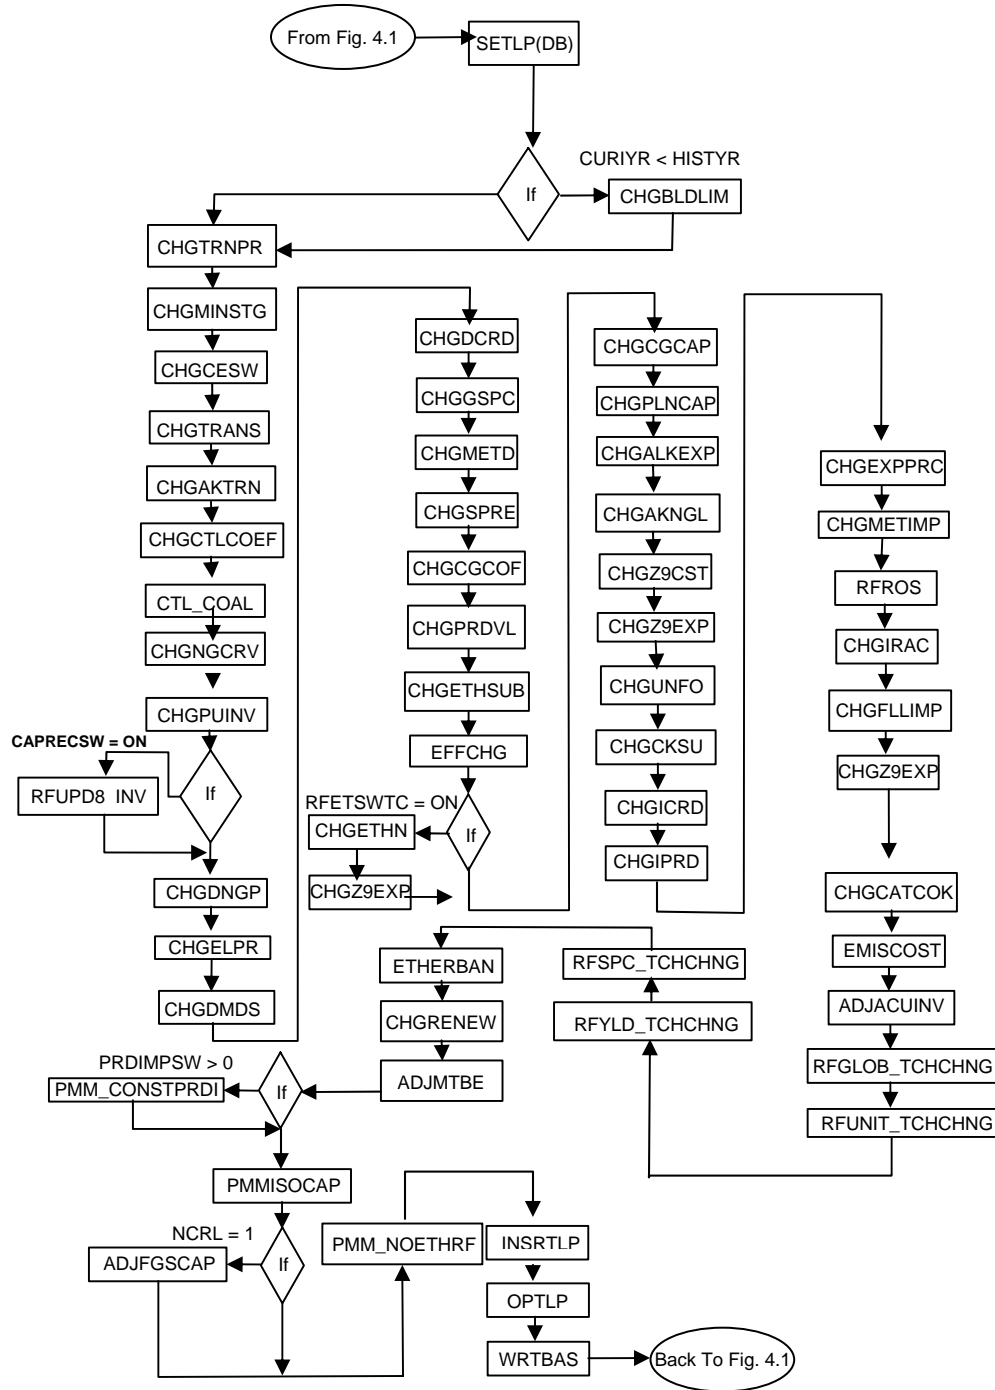 From Fig. 4.1
SETLP(DB)
CURIYR < HISTYR
If
CHGBLDLIM
CHGTRNPR
CHGMINSTG
CHGCESW
CHGTRANS
CHGAKTRN
CHGCTLCOEF
CTL_COAL
CHGNGCRV
CHGPUINV
CAPRECSW = ON
If
RFUPD8 INV
CHGDNGP
CHGELPR
CHGDMDS
CHGDCRD
CHGGSPC
CHGMETD
CHGSPRE
CHGCGCOF
CHGPRDVL
CHGETHSUB
EFFCHG
RFETSWTC = ON
If
CHGETHN
CHGZ9EXP
CHGCGCAP
CHGPLNCAP
CHGALKEXP
CHGAKNGL
CHGZ9CST
CHGZ9EXP
CHGUNFO
CHGCKSU
CHGICRD
CHGIPRD
CHGEXPPRC
CHGMETIMP
RFROS
CHGIRAC
CHGFLLIMP
CHGZ9EXP
CHGCATCOK
EMISCOST
ADJACUINV
RFGLOB_TCHCHNG
RFUNIT_TCHCHNG
RFYLD_TCHCHNG
RFSPC_TCHCHNG
ETHERBAN
CHGRENEW
ADJMTBE
PRDIMPSW > 0
If
PMM_CONSTPRDI
PMMISOCAP
NCRL = 1
If
ADJFGSCAP
PMM_NOETHRF
INSRTLP
OPTLP
WRTBAS
Back To Fig. 4.1